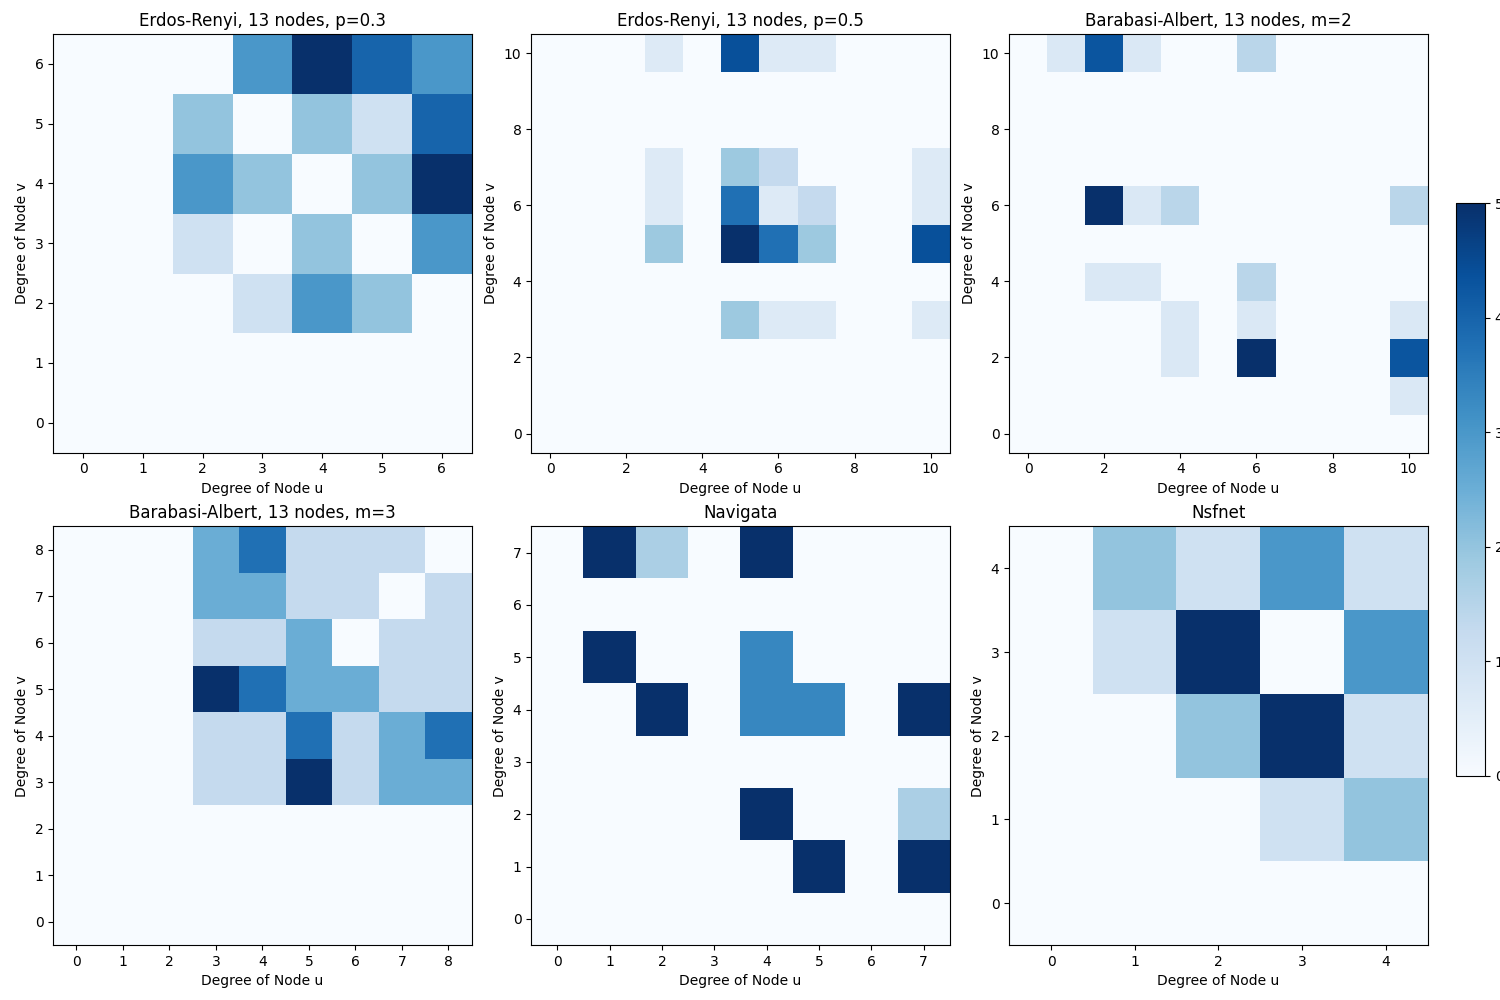 Erdos-Renyi, 13 nodes, p=0.3
Erdos-Renyi, 13 nodes, p=0.5
Barabasi-Albert, 13 nodes, m=2
Degree of Node v
6
5
4
3
2
1
0
0 1 2 3 4 5 6
Degree of Node u
Degree of Node v
10
8
6
4
2
0
0 2 4 6 8 10
Degree of Node u
Degree of Node v
10
8
6
4
2
0
0 2 4 6 8 10
Degree of Node u
Barabasi-Albert, 13 nodes, m=3
Navigata
Nsfnet
Degree of Node v
8
7
6
5
4
3
2
1
0
0 1 2 3 4 5 6 7 8
Degree of Node u
Degree of Node v
7
6
5
4
3
2
1
0
0 1 2 3 4 5 6 7
Degree of Node u
Degree of Node v
4
3
2
1
0
0 1 2 3 4
Degree of Node u
5
4
3
2
1
0